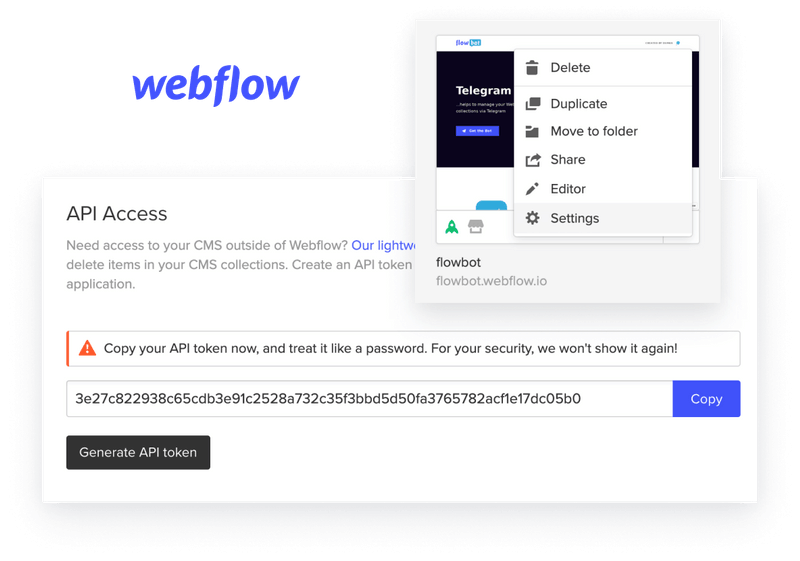 webflow
flowbot
Telegram
...helps to manage your We
collections via Telegram
Get the Bot
Delete
Duplicate
Move to folder
Share
Editor
Settings
flowbot
flowbot.webflow.io
API Access
Need access to your CMS outside of Webflow? Our lightw
delete items in your CMS collections. Create an API token
application.
Copy your API token now, and treat it like a password. For your security, we won't show it again!
3e27c822938c65cdb3e91c2528a732c35f3bbd5d50fa3765782acf1e17dc05b0
Copy
Generate API token